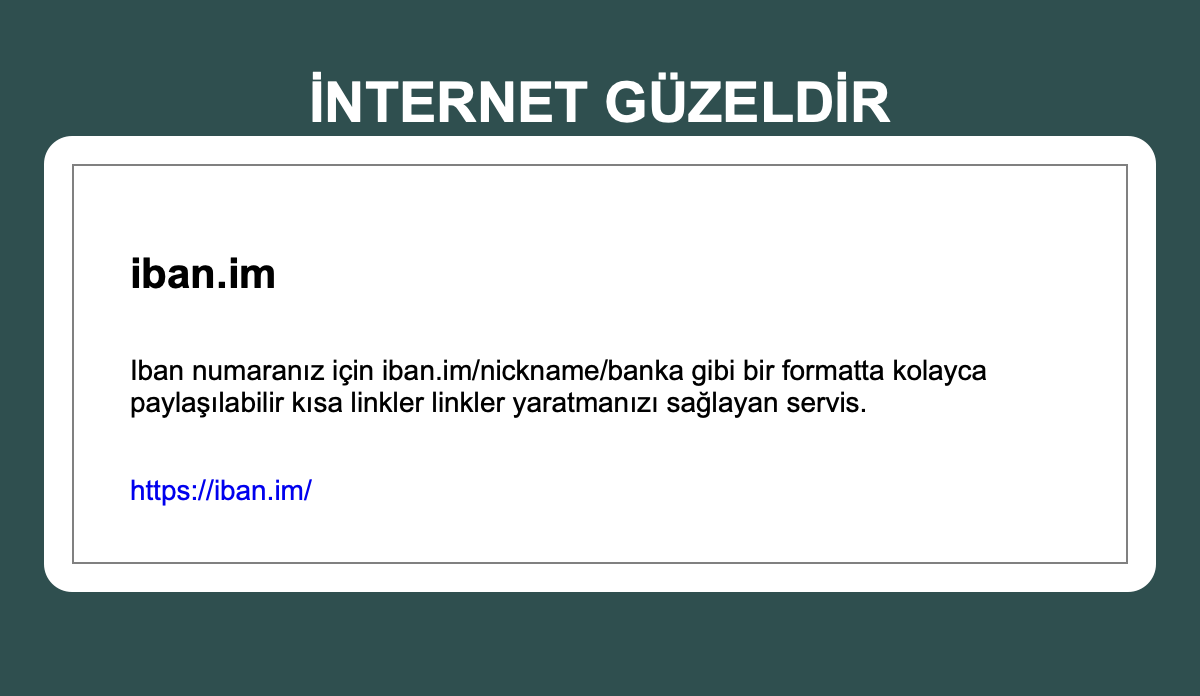 İNTERNET GÜZELDİR
iban.im
Iban numaranız için iban.im/nickname/banka gibi bir formatta kolayca
paylaşılabilir kısa linkler linkler yaratmanızı sağlayan servis.
https://iban.im/